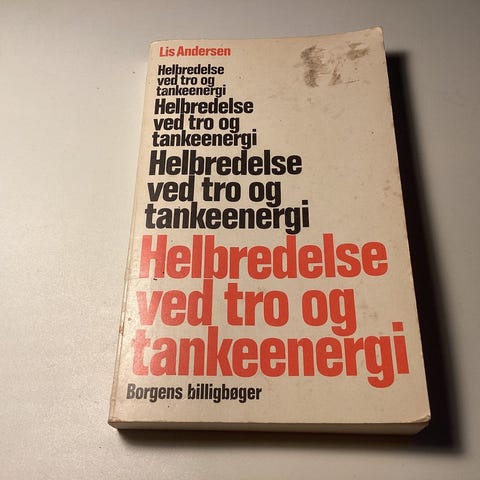 Lis Andersen
Helbredelse
ved tro og
tankeenergi
Helbredelse
ved tro og
tankeenergi
Helbredelse
ved tro og
tankeenergi
Helbredelse
ved tro og
tankeenergi
Borgens billigbøger